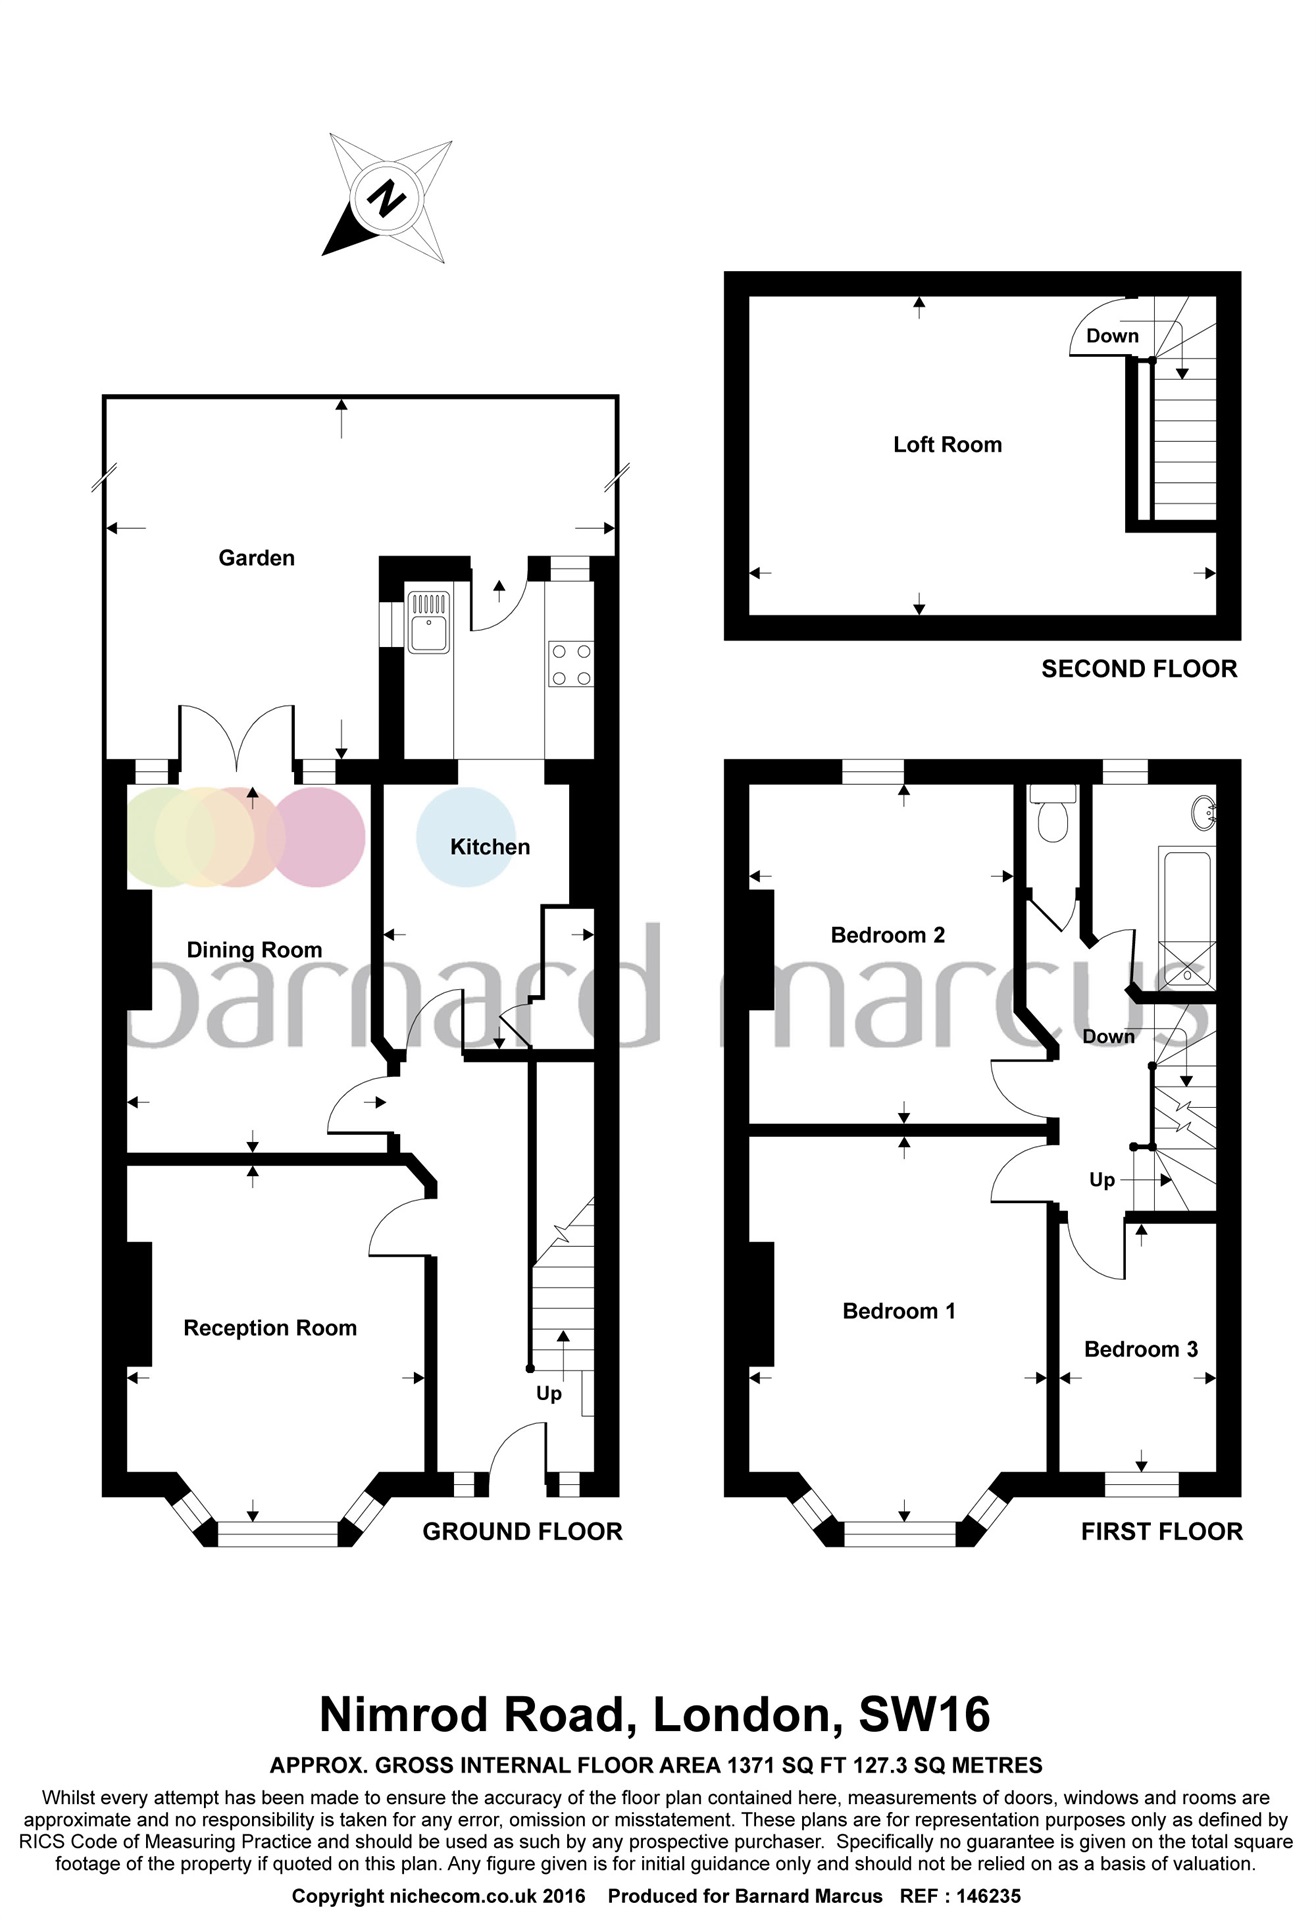 N
Down
Loft Room
SECOND FLOOR
Garden
Kitchen
Dining Room
barnard marcus
Reception Room
Up
GROUND FLOOR
Bedroom 2
Down
Up
Bedroom 1
Bedroom 3
FIRST FLOOR
Nimrod Road, London, SW16
APPROX. GROSS INTERNAL FLOOR AREA 1371 SQ FT 127.3 SQ METRES
Whilst every attempt has been made to ensure the accuracy of the floor plan contained here, measurements of doors, windows and rooms are
approximate and no responsibility is taken for any error, omission or misstatement. These plans are for representation purposes only as defined by
RICS Code of Measuring Practice and should be used as such by any prospective purchaser. Specifically no guarantee is given on the total square
footage of the property if quoted on this plan. Any figure given is for initial guidance only and should not be relied on as a basis of valuation.
Copyright nichecom.co.uk 2016 Produced for Barnard Marcus REF : 146235